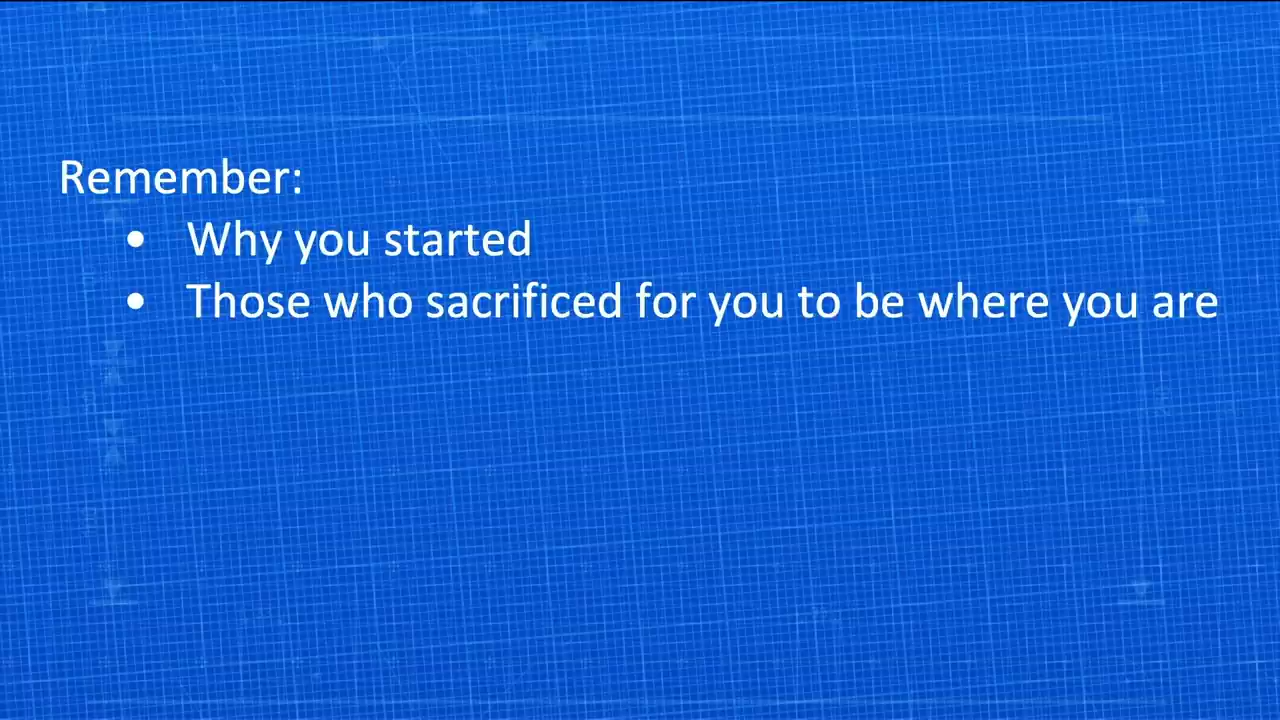 Remember:
• Why you started
• Those who sacrificed for you to be where you are